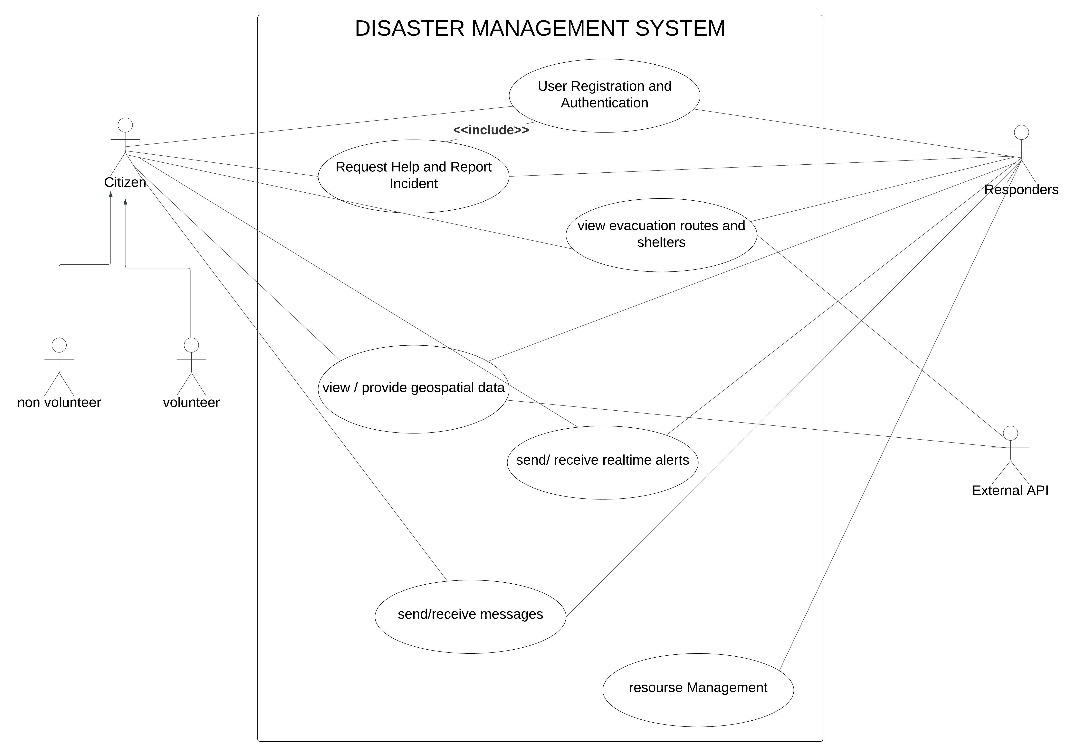 DISASTER MANAGEMENT SYSTEM
User Registration and
Authentication
<<include>>
Request Help and Report
Incident
Citizen
Responders
view evacuation routes and
shelters
view / provide geospatial data
non volunteer
volunteer
send/ receive realtime alerts
External API
send/receive messages
resourse Management